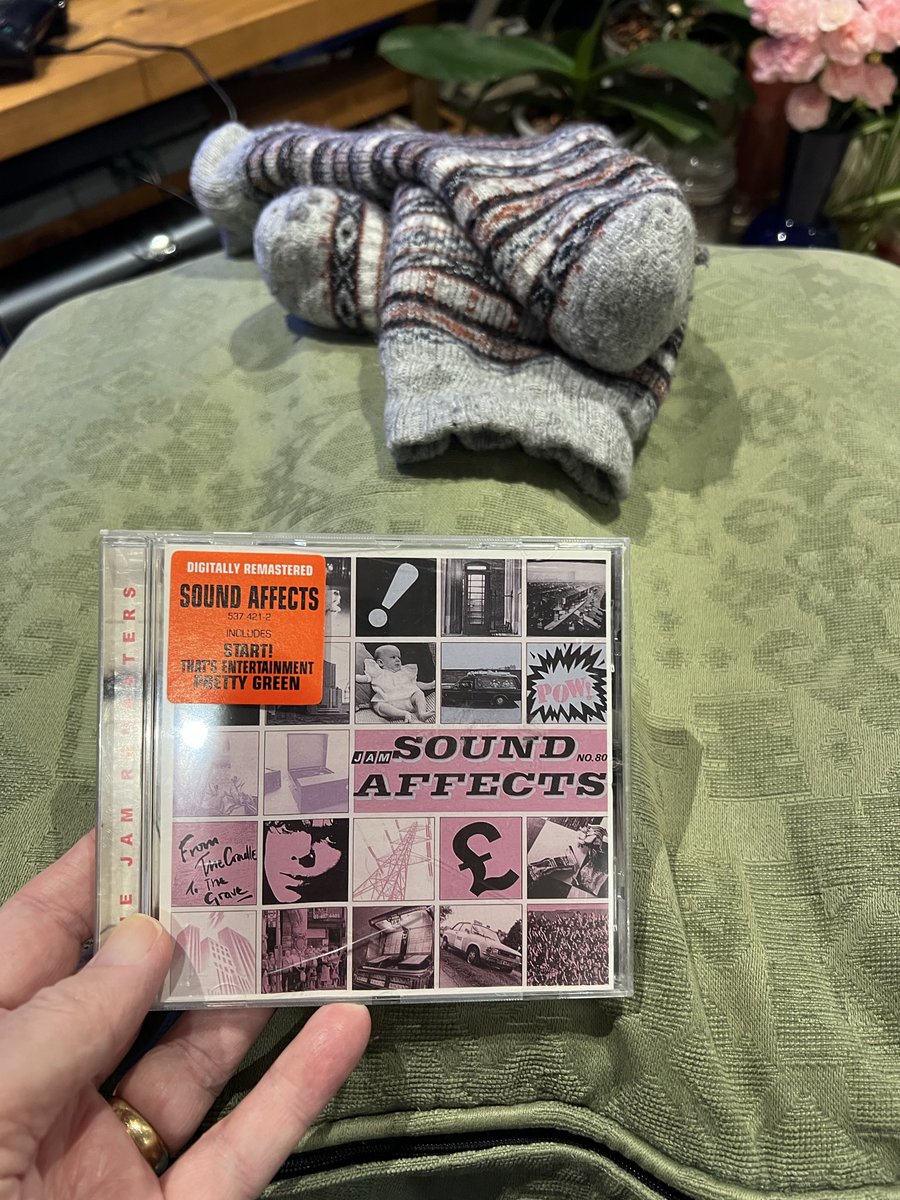 DIGITALLY REMASTERED
SOUND AFFECTS
537 421-2
INCLUDES
START!
THAT'S ENTERTAINMENT
PRETTY GREEN
POW!
JAM SOUND NO.80
AFFECTS
From
The Cradle
To The
Grave
£
JAM REMASTERS